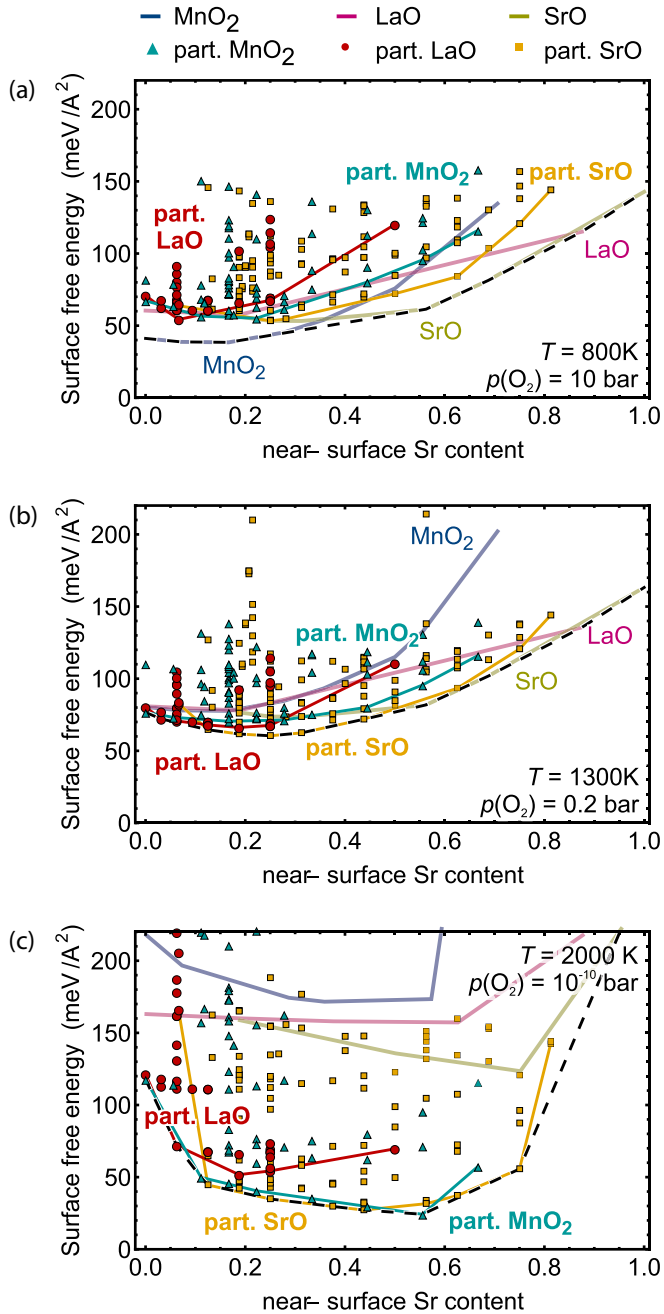 MnO2 LaO SrO
part. MnO2 part. LaO part. SrO
(a)
Surface free energy (meV/A²)
200
150
100
50
0
part. LaO
part. MnO2
part. SrO
LaO
SrO
MnO2
T = 800K
p(O2) = 10 bar
0.0 0.2 0.4 0.6 0.8 1.0
near– surface Sr content
(b)
Surface free energy (meV/A²)
200
150
100
50
0
MnO2
part. MnO2
LaO
SrO
part. LaO
part. SrO
T = 1300K
p(O2) = 0.2 bar
0.0 0.2 0.4 0.6 0.8 1.0
near– surface Sr content
(c)
Surface free energy (meV/A²)
200
150
100
50
0
T = 2000 K
p(O2) = 10⁻¹⁰ bar
part. LaO
part. SrO
part. MnO2
0.0 0.2 0.4 0.6 0.8 1.0
near– surface Sr content